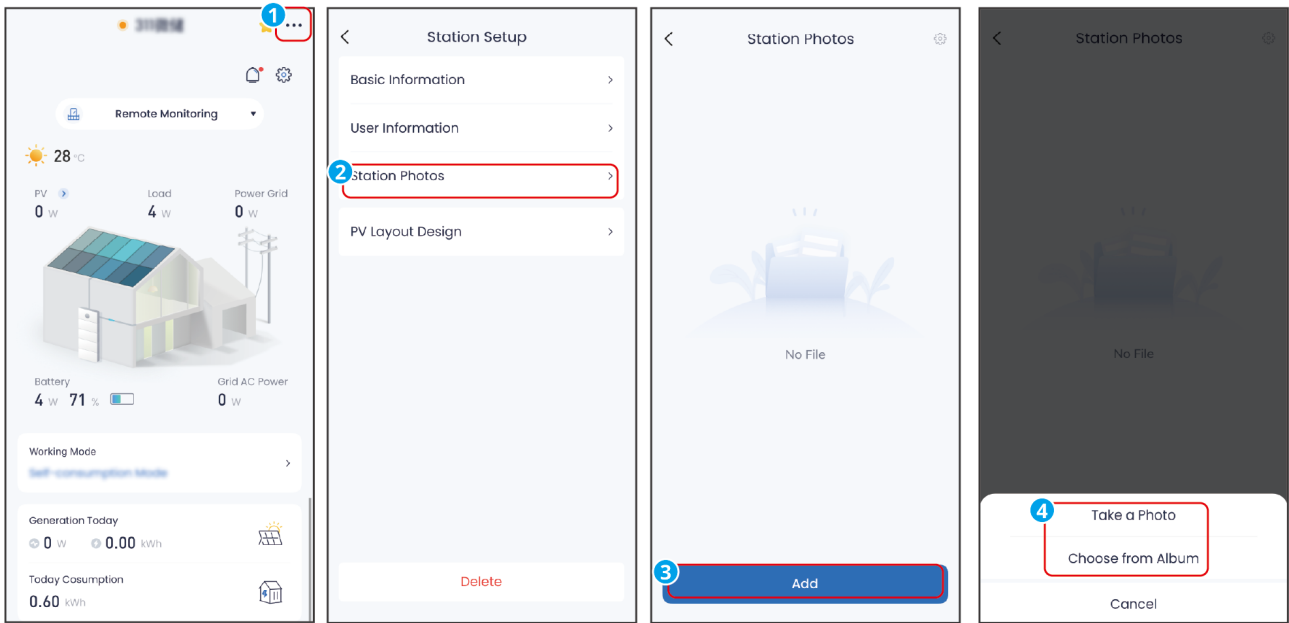 1
...
Remote Monitoring
28 °C
PV Load Power Grid
0 W 4 W 0 W
Battery Grid AC Power
4 W 71 % 0 W
Working Mode
Self-consumption Mode
Generation Today
0 W 0.00 kWh
Today Cosumption
0.60 kWh
Station Setup
Basic Information
User Information
2
Station Photos
PV Layout Design
Delete
Station Photos
No File
3
Add
Station Photos
No File
4
Take a Photo
Choose from Album
Cancel